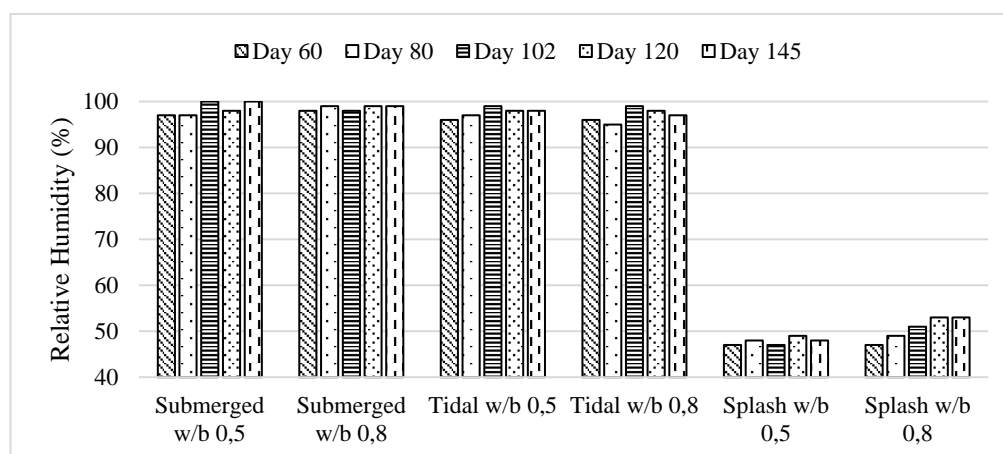 Day 60 Day 80 Day 102 Day 120 Day 145
Relative Humidity (%)
100
90
80
70
60
50
40
Submerged w/b 0,5
Submerged w/b 0,8
Tidal w/b 0,5
Tidal w/b 0,8
Splash w/b 0,5
Splash w/b 0,8